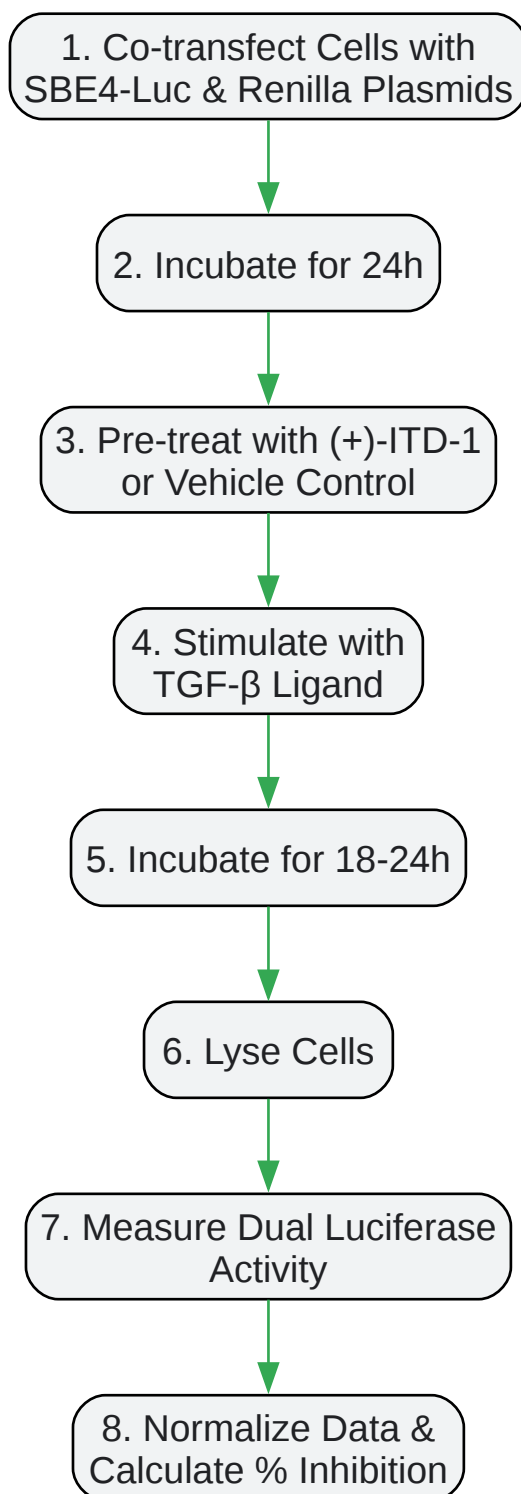 1. Co-transfect Cells with
SBE4-Luc & Renilla Plasmids
2. Incubate for 24h
3. Pre-treat with (+)-ITD-1
or Vehicle Control
4. Stimulate with
TGF-β Ligand
5. Incubate for 18-24h
6. Lyse Cells
7. Measure Dual Luciferase
Activity
8. Normalize Data &
Calculate % Inhibition